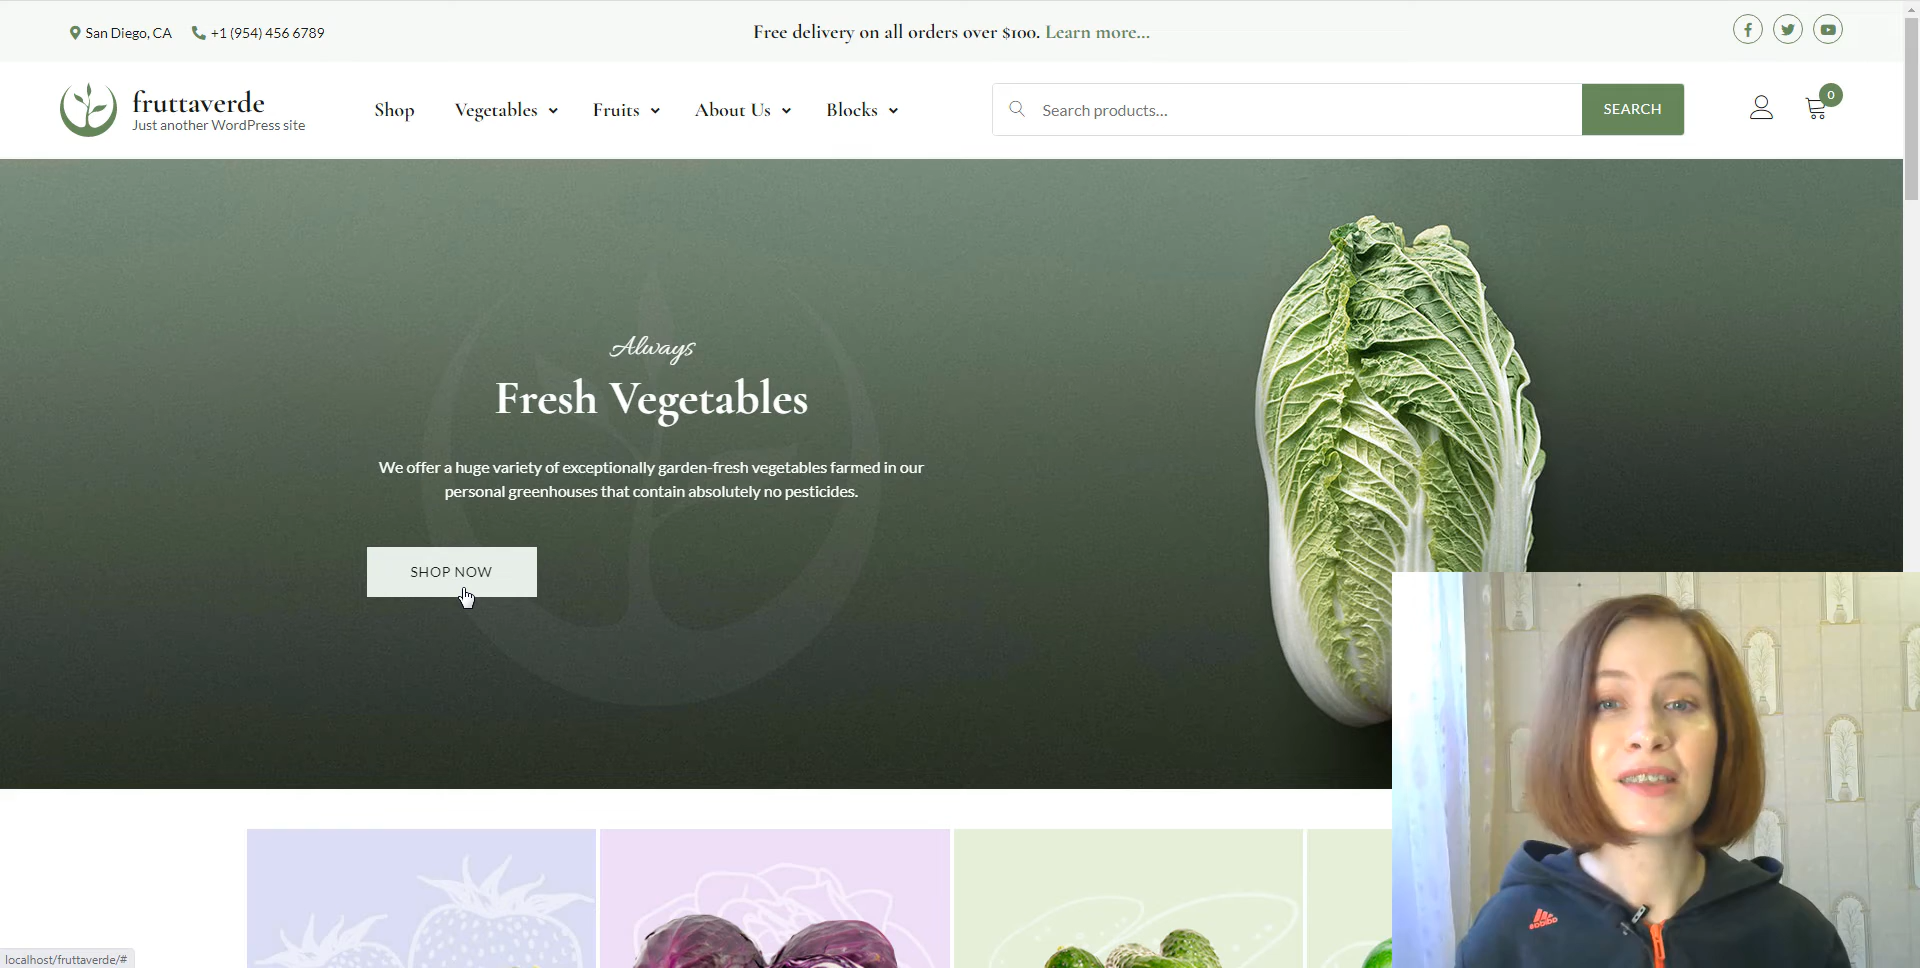 San Diego, CA
+1 (954) 456 6789
Free delivery on all orders over $100. Learn more...
fruttaverde
Just another WordPress site
Shop
Vegetables
Fruits
About Us
Blocks
Search products...
SEARCH
0
Always
Fresh Vegetables
We offer a huge variety of exceptionally garden-fresh vegetables farmed in our
personal greenhouses that contain absolutely no pesticides.
SHOP NOW
adidas
localhost/fruttaverde/#